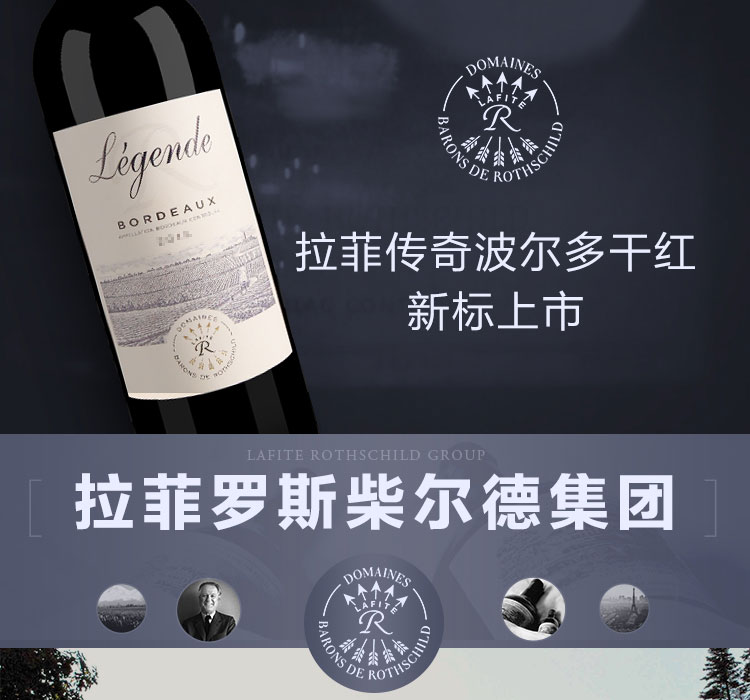 DOMAINES
LAFITE
R
BARONS DE ROTHSCHILD
Légende
BORDEAUX
拉菲传奇波尔多干红
新标上市
DOMAINES
R
BARONS DE ROTHSCHILD
LAFITE ROTHSCHILD GROUP
拉菲罗斯柴尔德集团
DOMAINES
LAFITE
R
BARONS DE ROTHSCHILD